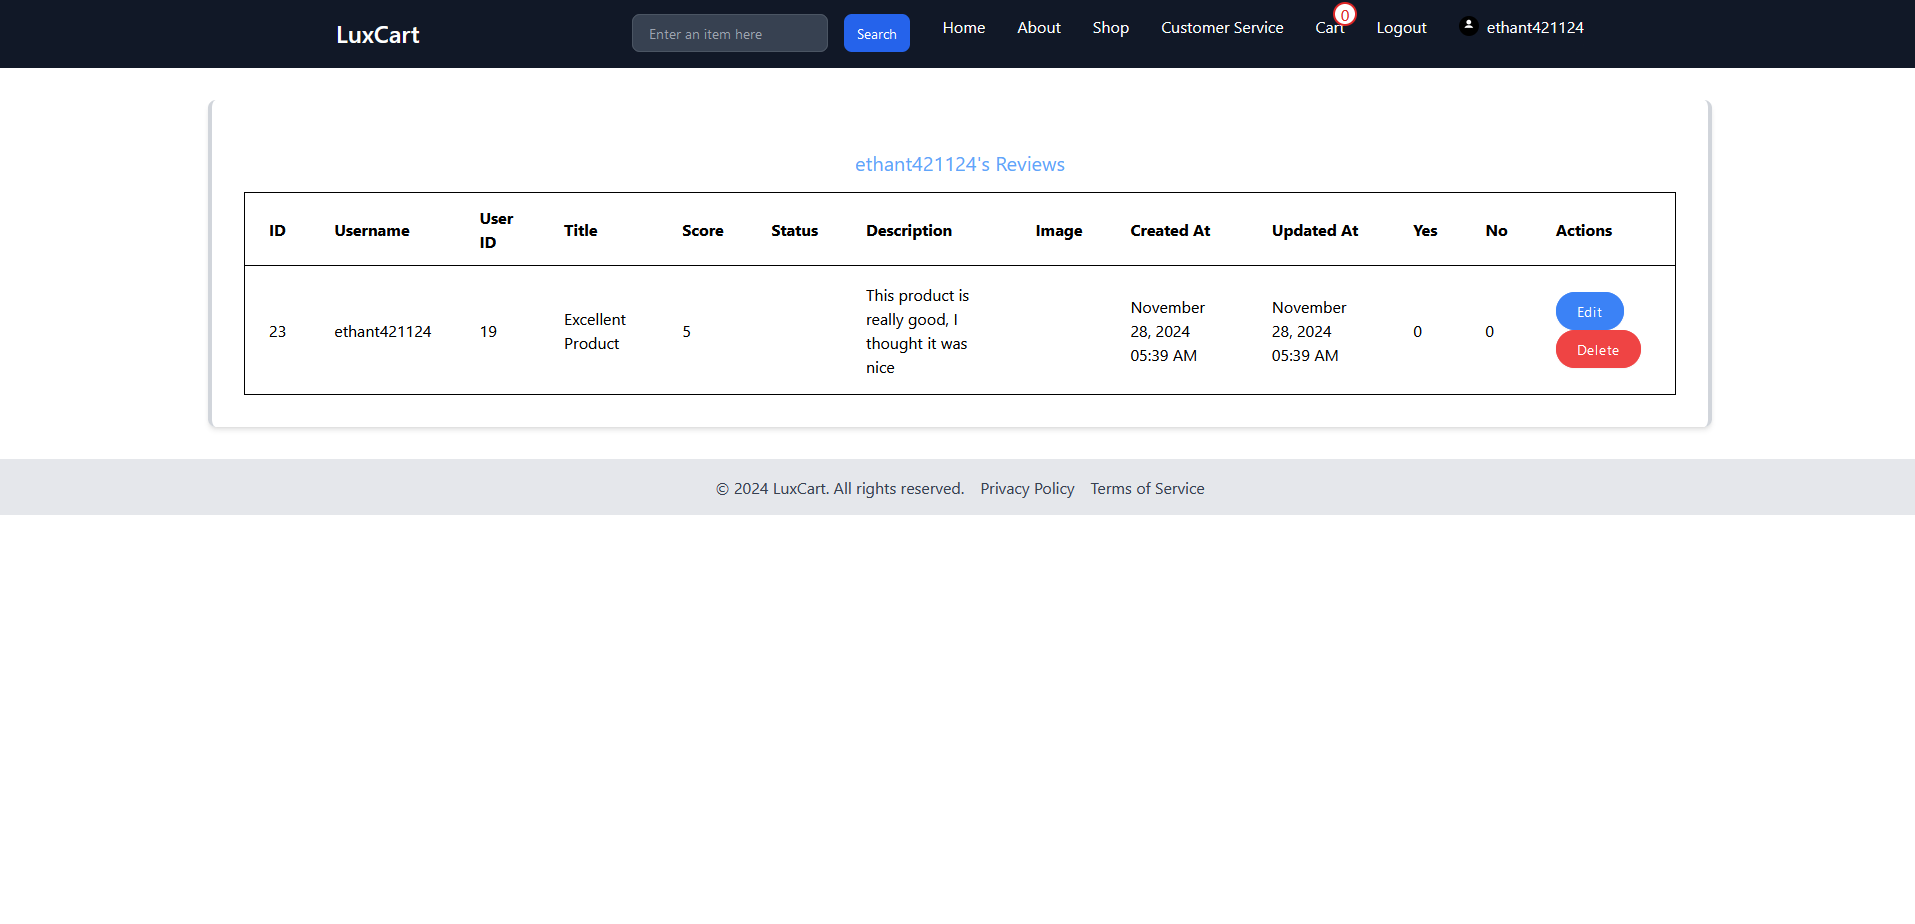 LuxCart
Enter an item here
Search
Home
About
Shop
Customer Service
Cart
0
Logout
ethant421124
ethant421124's Reviews
ID
Username
User
ID
Title
Score
Status
Description
Image
Created At
Updated At
Yes
No
Actions
23
ethant421124
19
Excellent
Product
5
This product is
really good, I
thought it was
nice
November
28, 2024
05:39 AM
November
28, 2024
05:39 AM
0
0
Edit
Delete
© 2024 LuxCart. All rights reserved.
Privacy Policy
Terms of Service